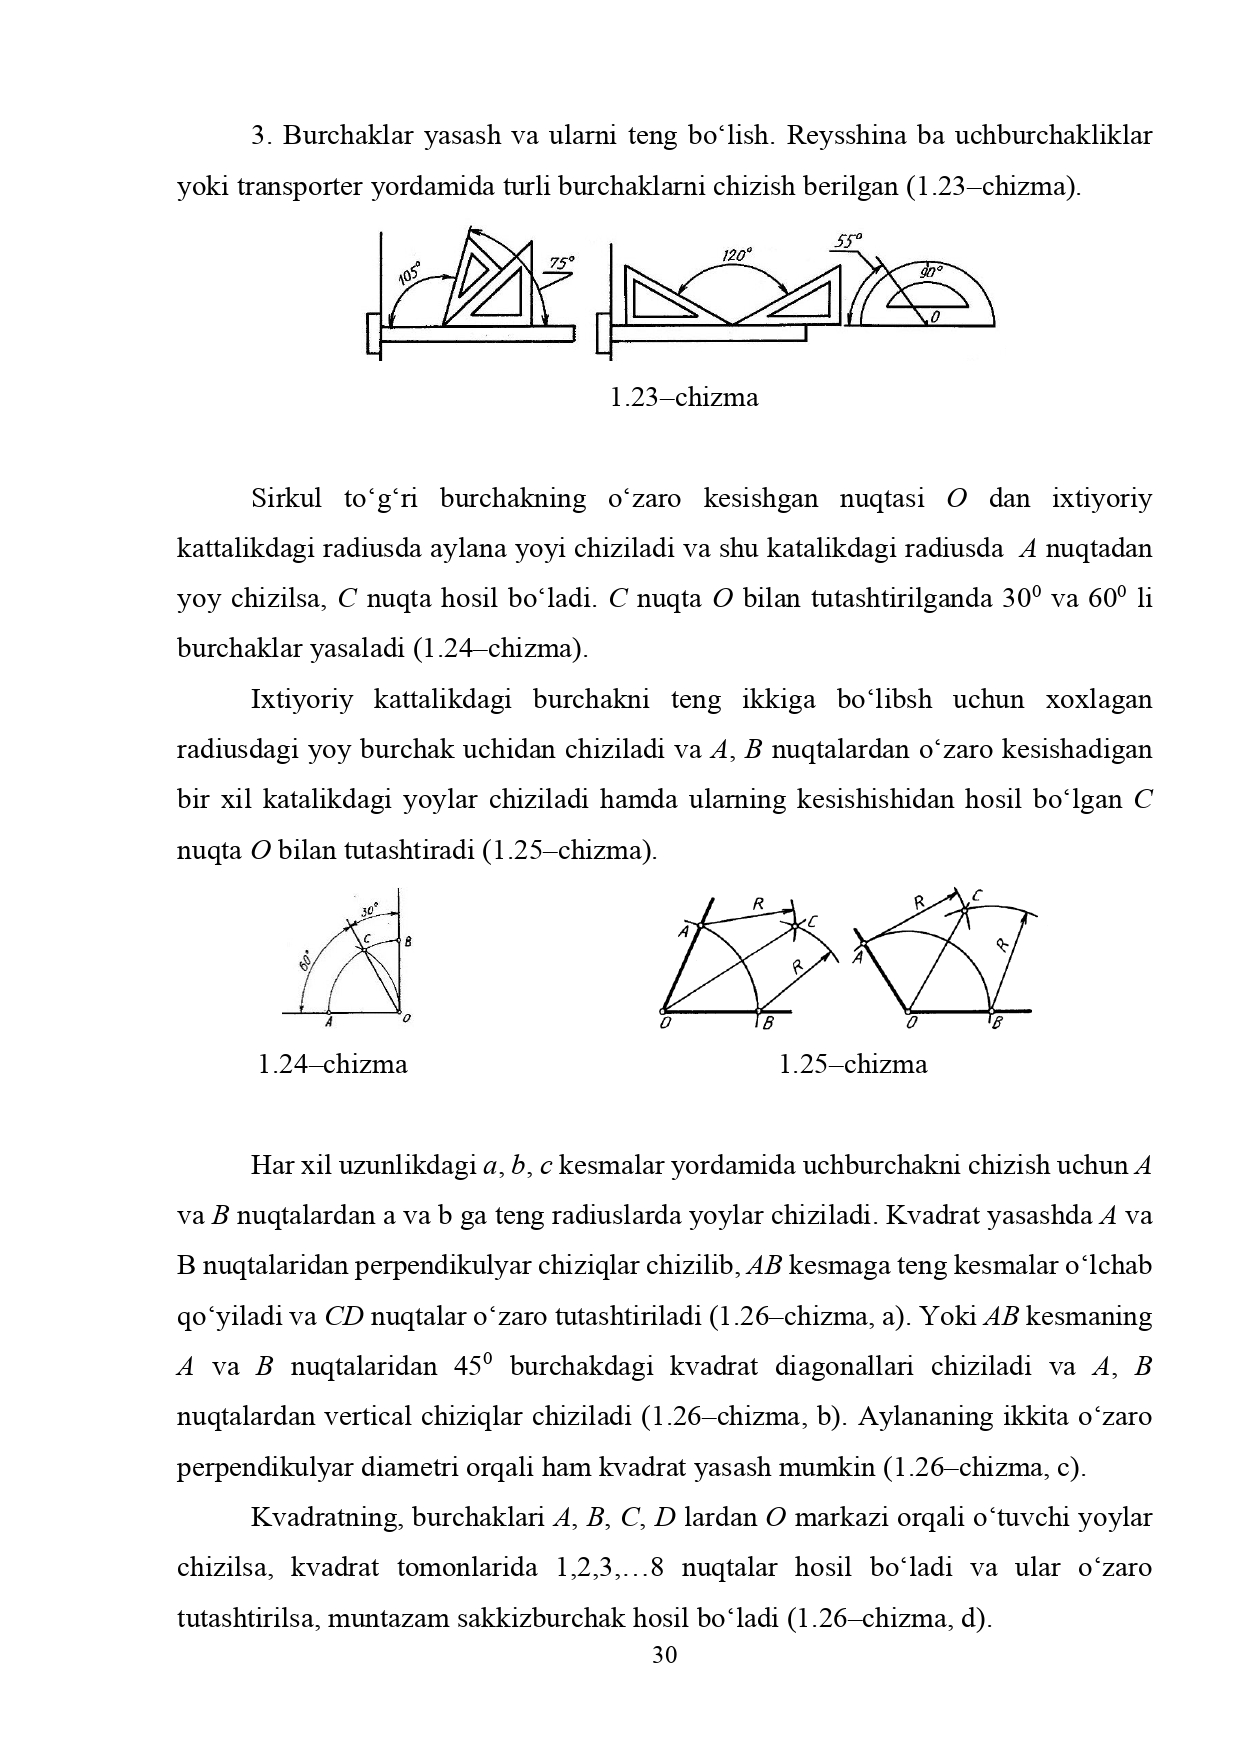 3. Burchaklar yasash va ularni teng bo‘lish. Reysshina ba uchburchakliklar
yoki transporter yordamida turli burchaklarni chizish berilgan (1.23–chizma).
105° 75° 120° 55° 90° O
1.23–chizma
Sirkul to‘g‘ri burchakning o‘zaro kesishgan nuqtasi O dan ixtiyoriy
kattalikdagi radiusda aylana yoyi chiziladi va shu katalikdagi radiusda A nuqtadan
yoy chizilsa, C nuqta hosil bo‘ladi. C nuqta O bilan tutashtirilganda 30⁰ va 60⁰ li
burchaklar yasaladi (1.24–chizma).
Ixtiyoriy kattalikdagi burchakni teng ikkiga bo‘libsh uchun xoxlagan
radiusdagi yoy burchak uchidan chiziladi va A, B nuqtalardan o‘zaro kesishadigan
bir xil katalikdagi yoylar chiziladi hamda ularning kesishishidan hosil bo‘lgan C
nuqta O bilan tutashtiradi (1.25–chizma).
30° 60° C B A O
R A C R O B
R C A R O B
1.24–chizma 1.25–chizma
Har xil uzunlikdagi a, b, c kesmalar yordamida uchburchakni chizish uchun A
va B nuqtalardan a va b ga teng radiuslarda yoylar chiziladi. Kvadrat yasashda A va
B nuqtalaridan perpendikulyar chiziqlar chizilib, AB kesmaga teng kesmalar o‘lchab
qo‘yiladi va CD nuqtalar o‘zaro tutashtiriladi (1.26–chizma, a). Yoki AB kesmaning
A va B nuqtalaridan 45⁰ burchakdagi kvadrat diagonallari chiziladi va A, B
nuqtalardan vertical chiziqlar chiziladi (1.26–chizma, b). Aylananing ikkita o‘zaro
perpendikulyar diametri orqali ham kvadrat yasash mumkin (1.26–chizma, c).
Kvadratning, burchaklari A, B, C, D lardan O markazi orqali o‘tuvchi yoylar
chizilsa, kvadrat tomonlarida 1,2,3,…8 nuqtalar hosil bo‘ladi va ular o‘zaro
tutashtirilsa, muntazam sakkizburchak hosil bo‘ladi (1.26–chizma, d).
30